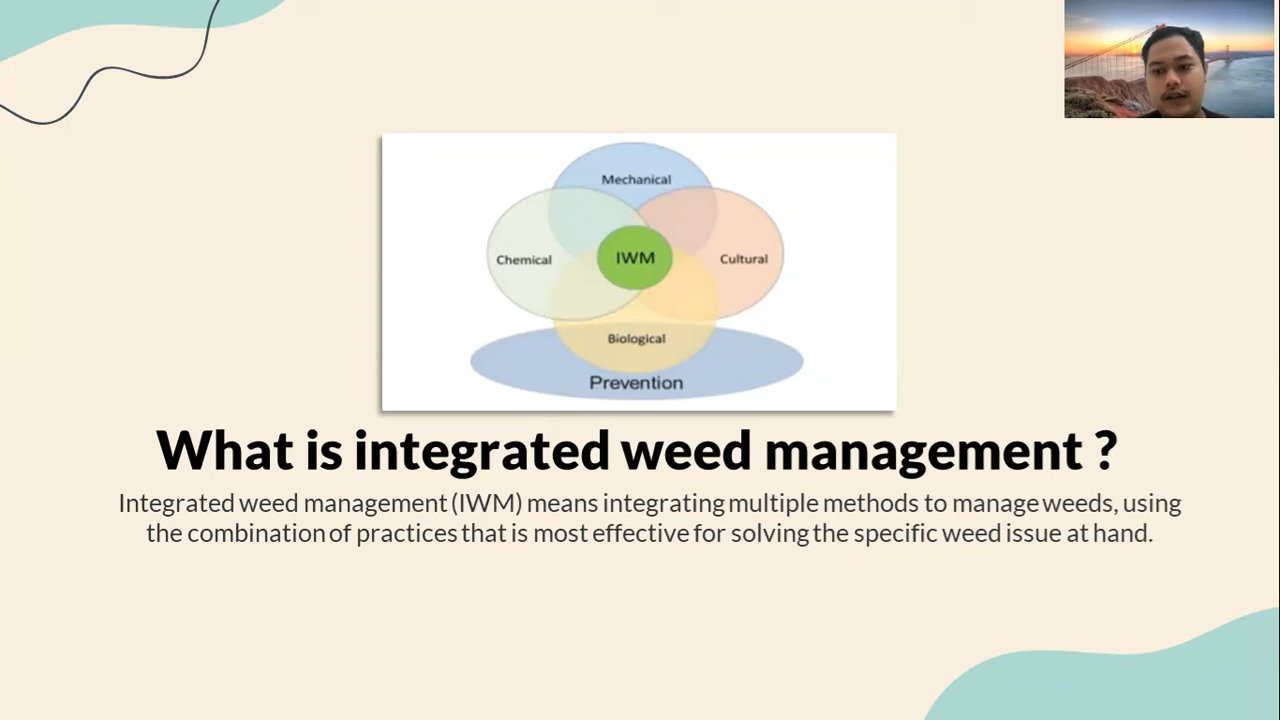 Mechanical
Chemical
IWM
Cultural
Biological
Prevention
What is integrated weed management ?
Integrated weed management (IWM) means integrating multiple methods to manage weeds, using
the combination of practices that is most effective for solving the specific weed issue at hand.